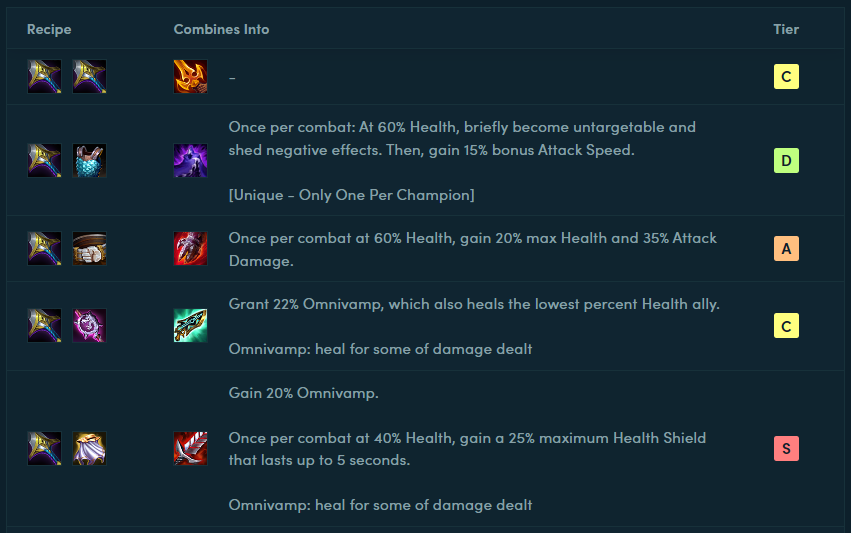 Recipe Combines Into Tier
- C
Once per combat: At 60% Health, briefly become untargetable and
shed negative effects. Then, gain 15% bonus Attack Speed.
D
[Unique - Only One Per Champion]
Once per combat at 60% Health, gain 20% max Health and 35% Attack
Damage.
A
Grant 22% Omnivamp, which also heals the lowest percent Health ally.
C
Omnivamp: heal for some of damage dealt
Gain 20% Omnivamp.
Once per combat at 40% Health, gain a 25% maximum Health Shield
that lasts up to 5 seconds.
S
Omnivamp: heal for some of damage dealt